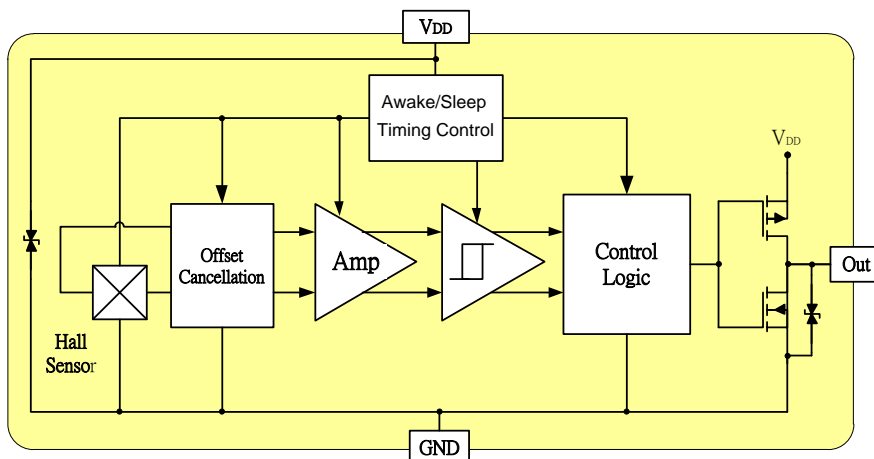 VDD
Awake/Sleep
Timing Control
VDD
Offset
Cancellation
Amp
Control
Logic
Out
Hall
Sensor
GND